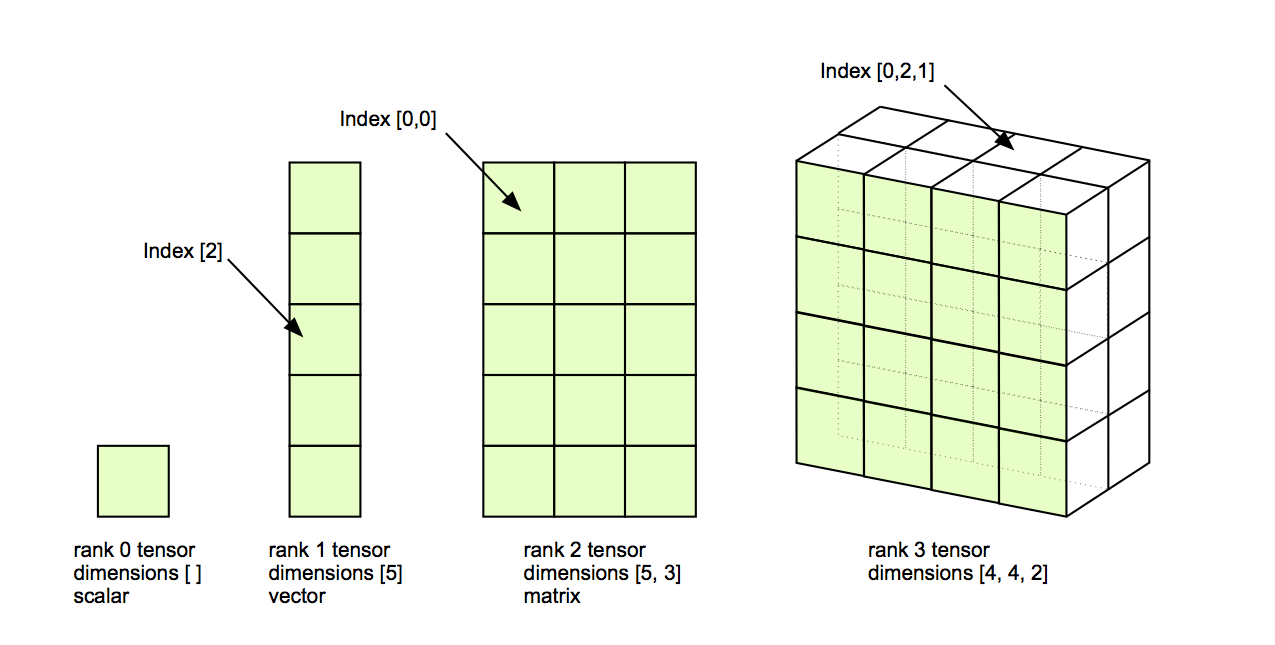 Index [0,2,1]
Index [0,0]
Index [2]
rank 0 tensor
dimensions [ ]
scalar
rank 1 tensor
dimensions [5]
vector
rank 2 tensor
dimensions [5, 3]
matrix
rank 3 tensor
dimensions [4, 4, 2]